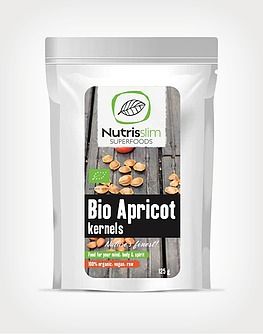 Nutrisslim
SUPERFOODS
Bio Apricot
kernels
Nature's finest!
Food for your mind, body & spirit
100% organic, vegan, raw
125 g